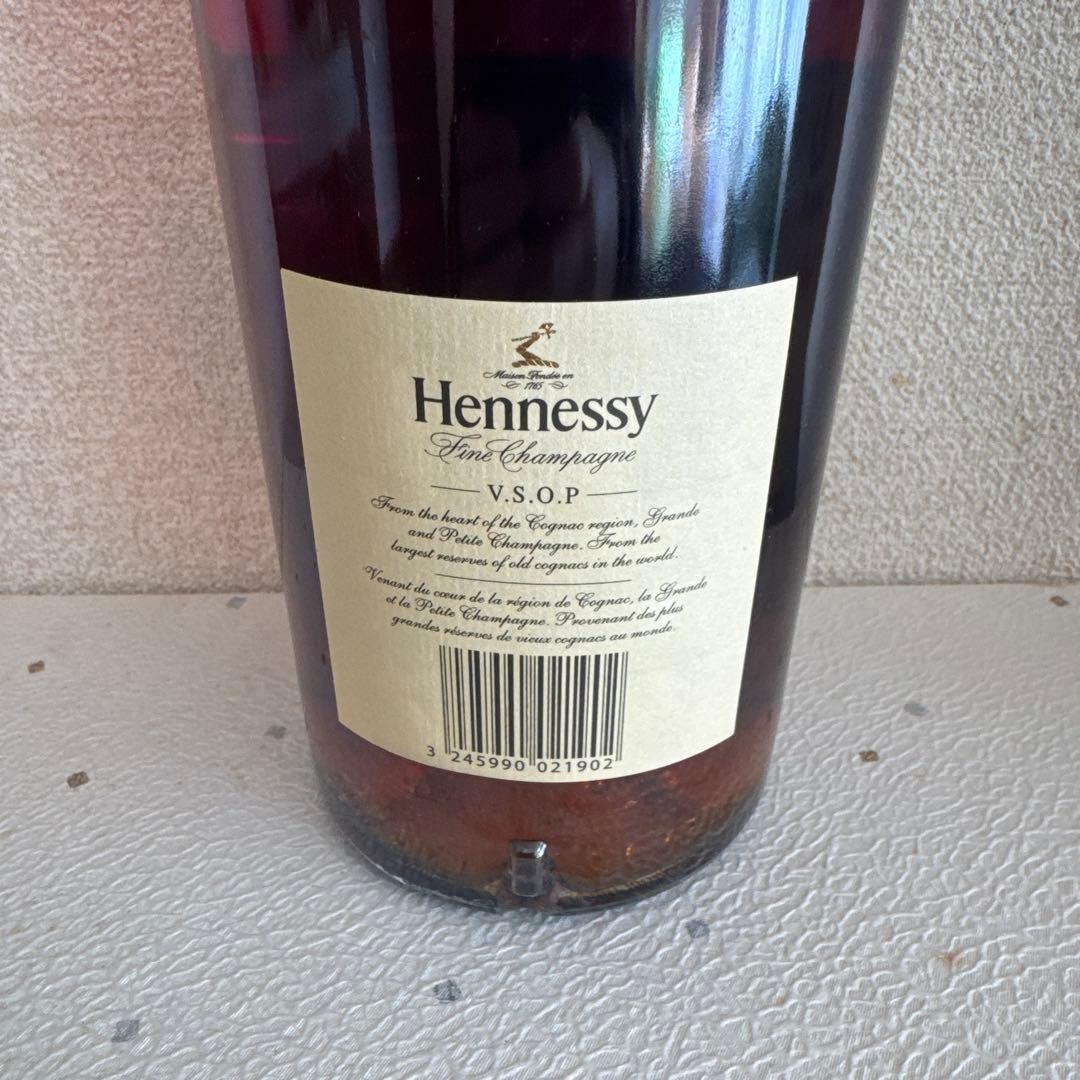 Maison Fondée en
1765
Hennessy
Fine Champagne
V.S.O.P
From the heart of the Cognac region, Grande
and Petite Champagne. From the
largest reserves of old cognacs in the world.
Venant du cœur de la région de Cognac, la Grande
et la Petite Champagne. Provenant des plus
grandes réserves de vieux cognacs au monde.
3 245990 021902